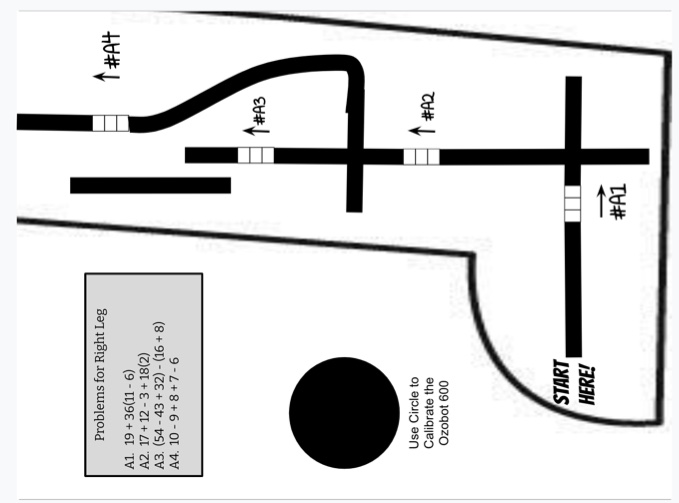 #A4
#A3
#A2
#A1
START
HERE!
Problems for Right Leg
A1. 19 + 36(11 - 6)
A2. 17 + 12 - 3 + 18(2)
A3. (54 - 43 + 32) - (16 + 8)
A4. 10 - 9 + 8 + 7 - 6
Use Circle to
Calibrate the
Ozobot 600